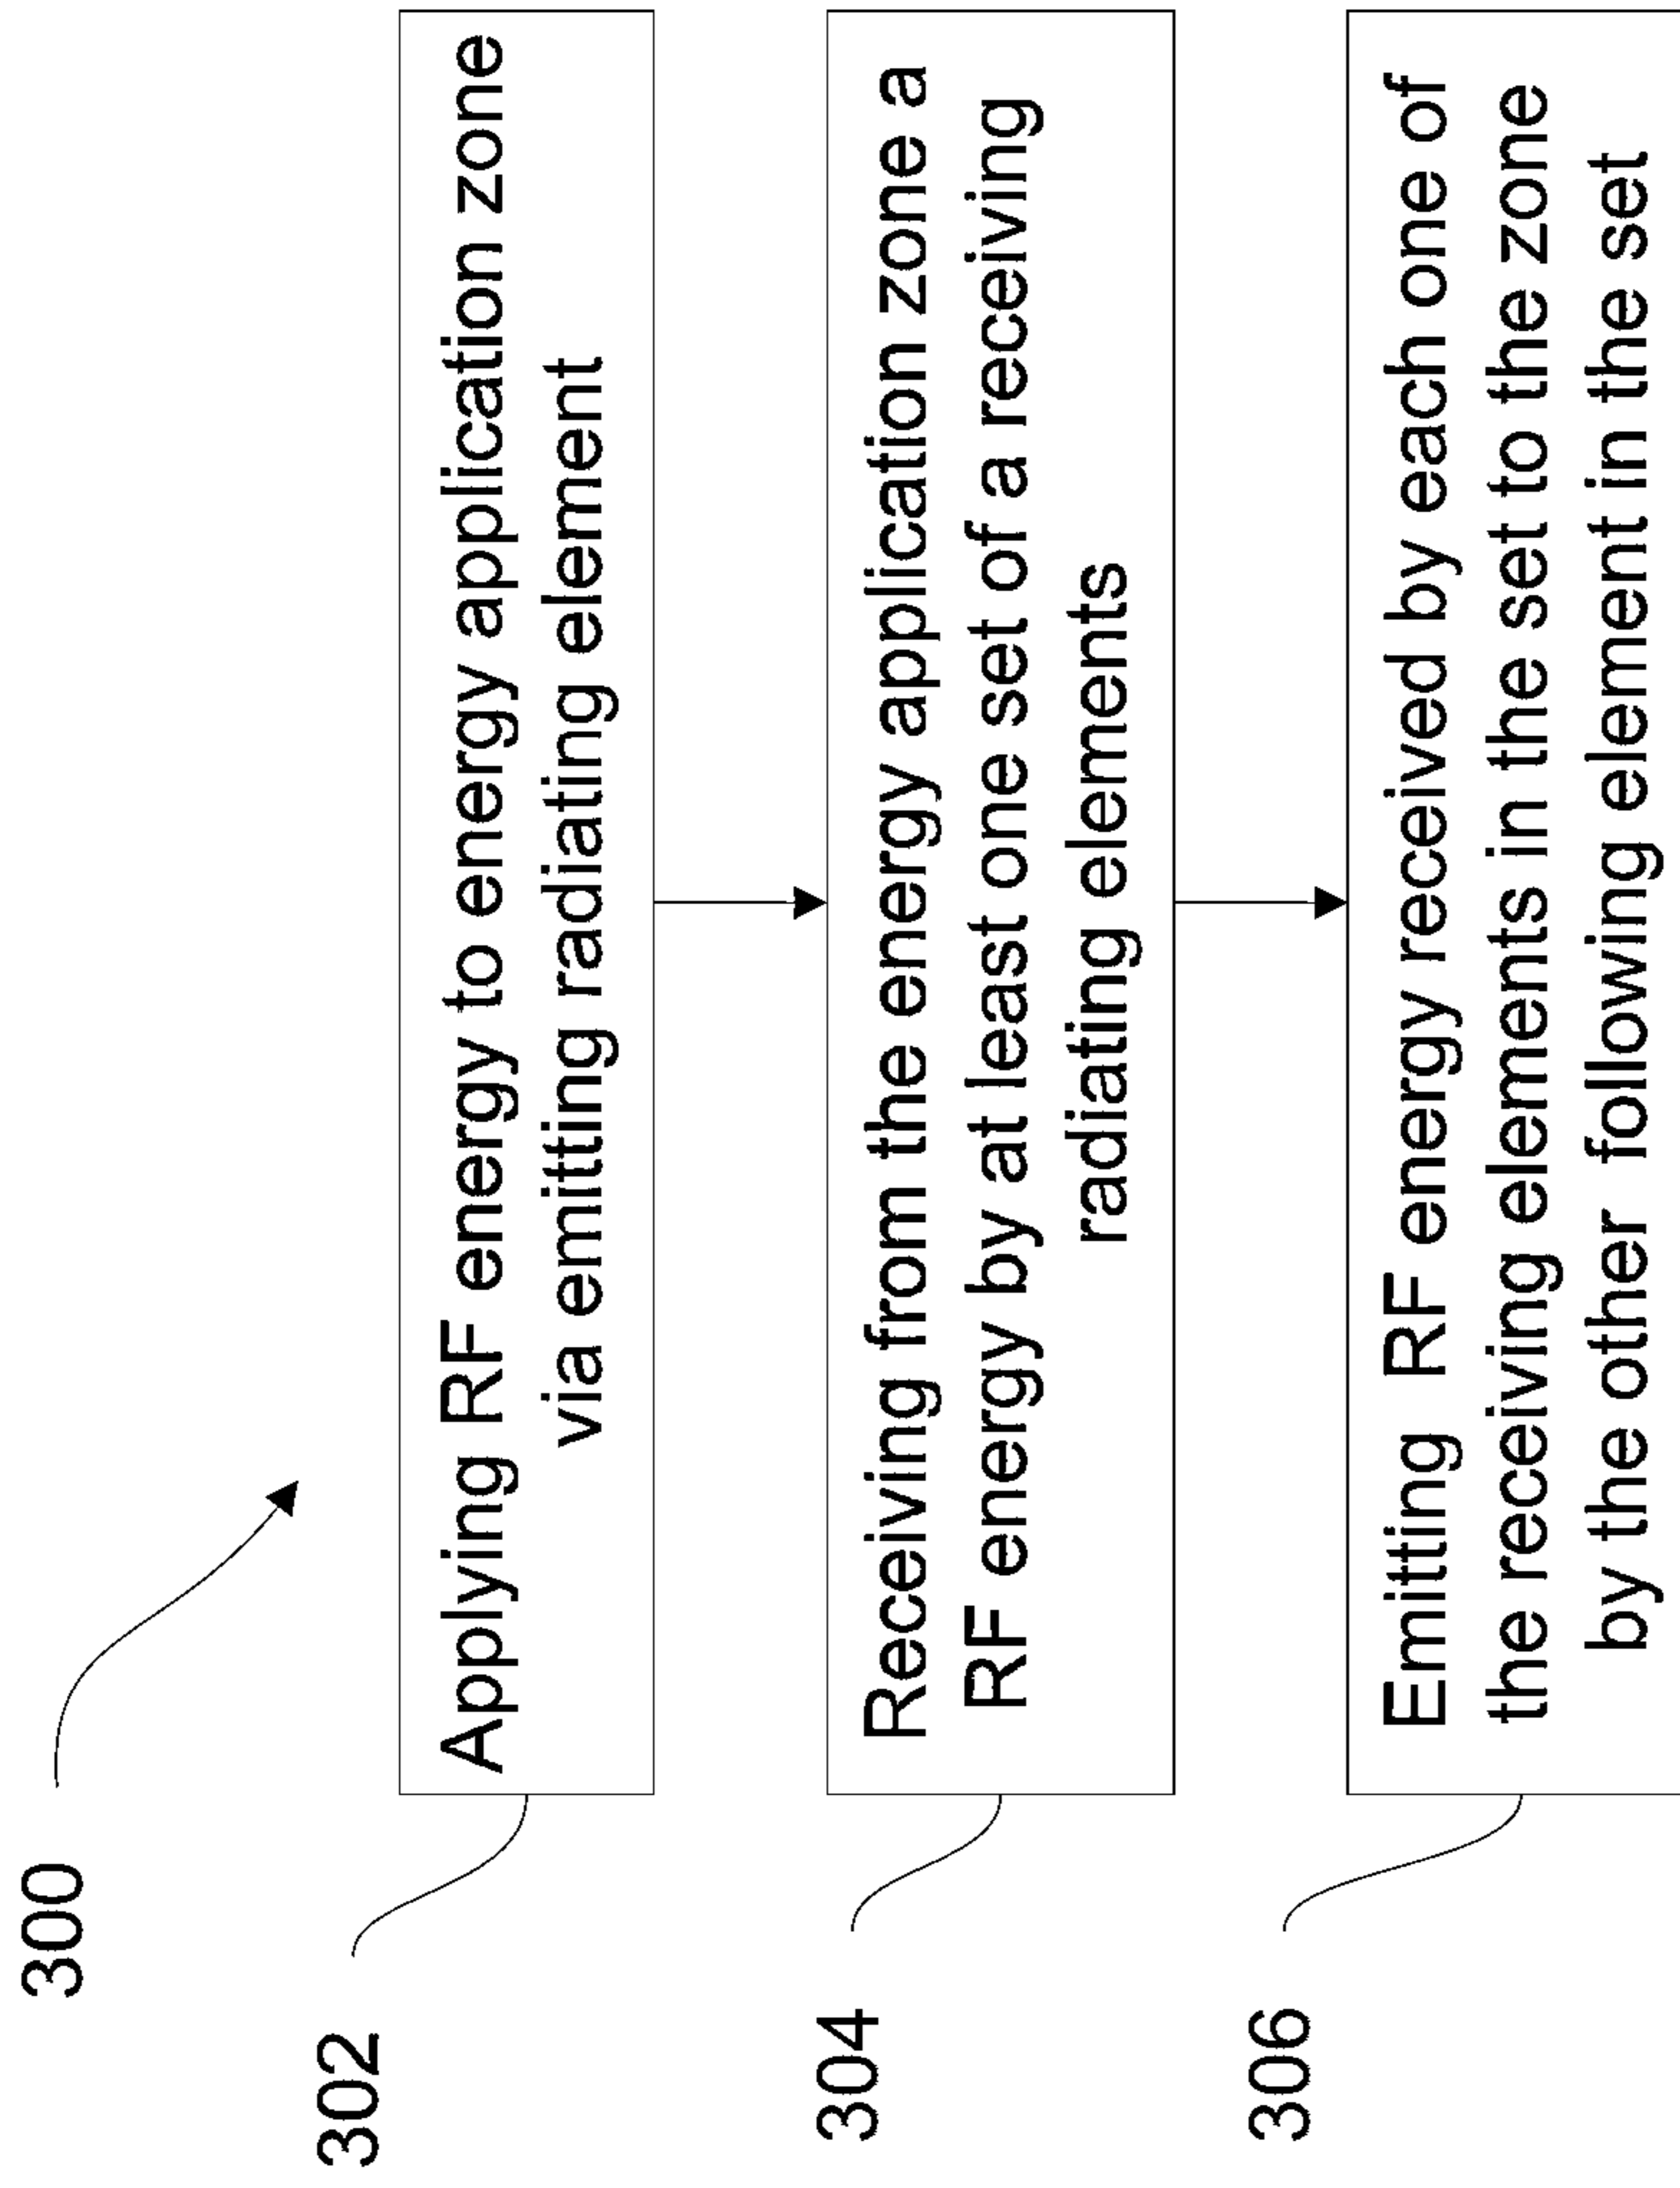 300
302
Applying RF energy to energy application zone
via emitting radiating element
304
Receiving from the energy application zone a
RF energy by at least one set of a receiving
radiating elements
306
Emitting RF energy received by each one of
the receiving elements in the set to the zone
by the other following element in the set